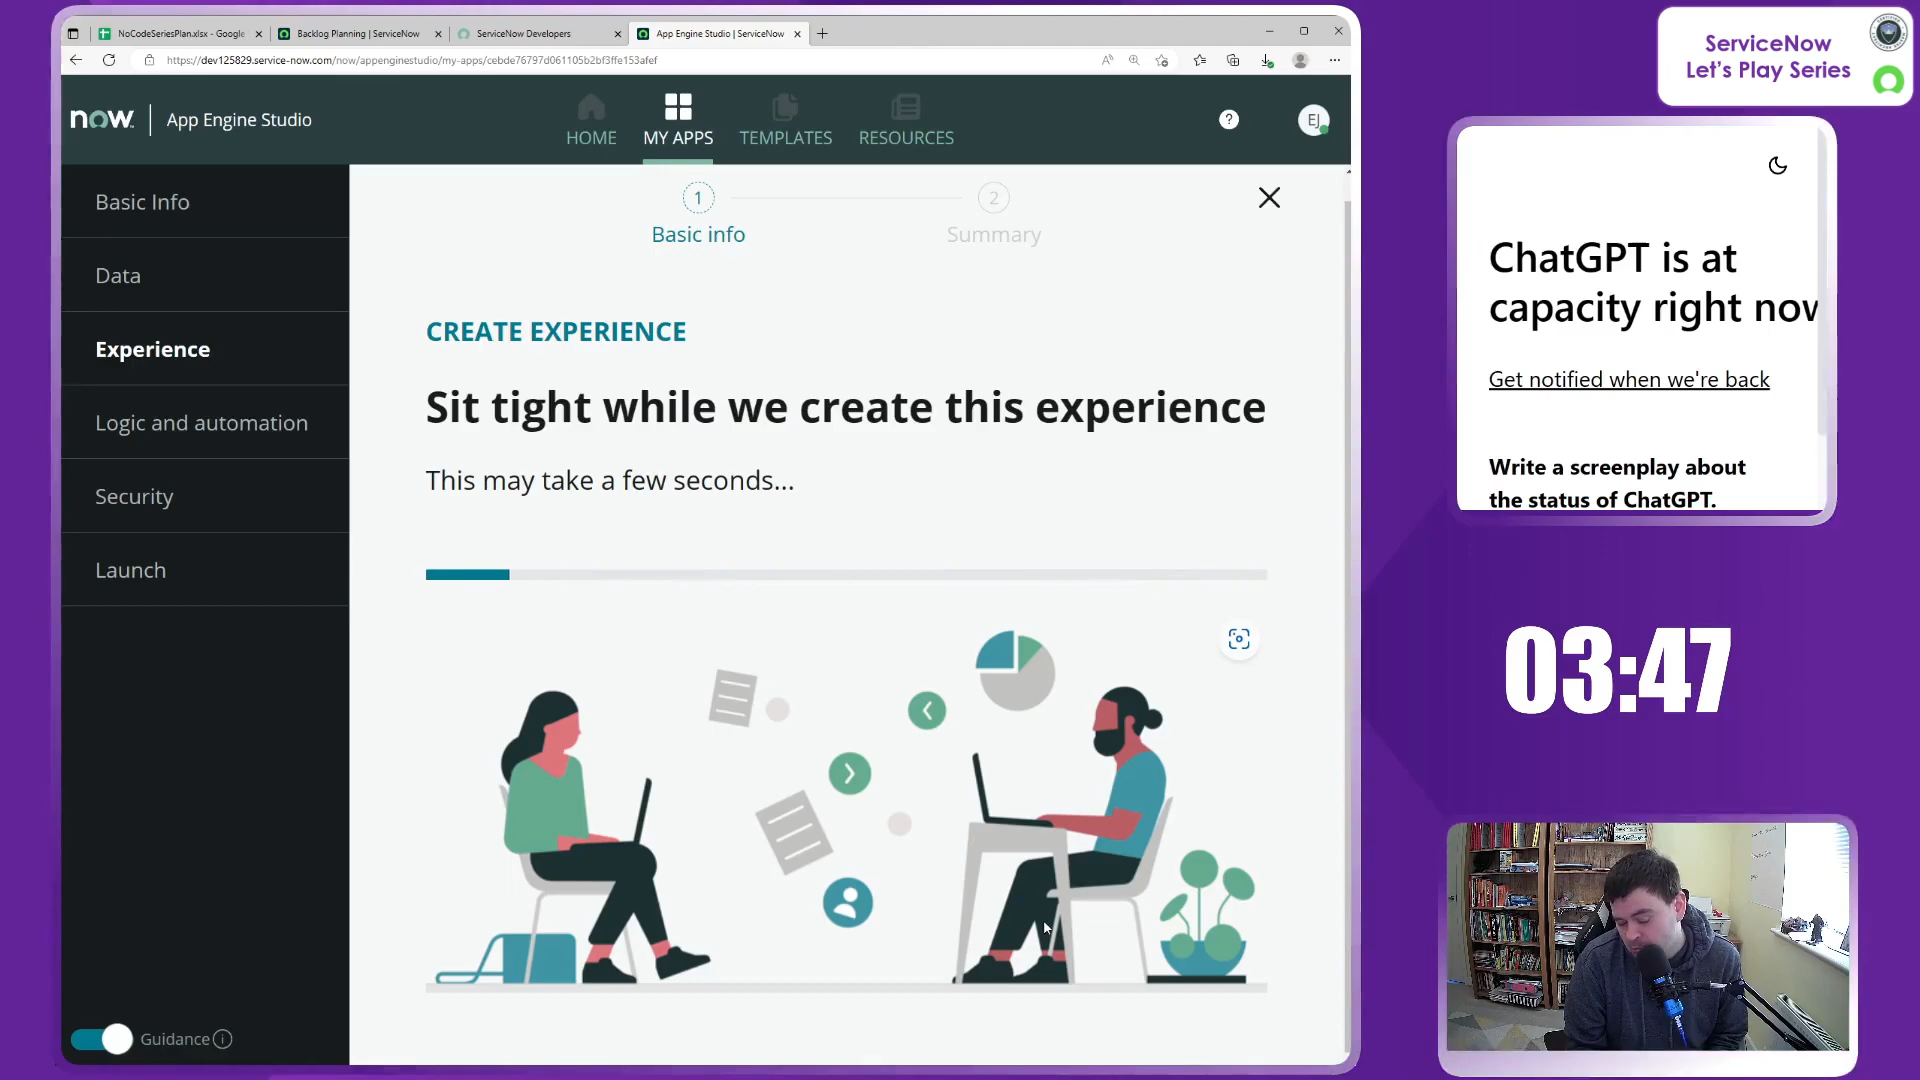 NoCodeSeriesPlan.xlsx - Google
Backlog Planning | ServiceNow
ServiceNow Developers
App Engine Studio | ServiceNow
https://dev125829.service-now.com/now/appenginestudio/my-apps/cebde76797d061105b2bf3ffe153afef
now
App Engine Studio
HOME
MY APPS
TEMPLATES
RESOURCES
?
EJ
Basic Info
Data
Experience
Logic and automation
Security
Launch
Guidance
1
Basic info
2
Summary
CREATE EXPERIENCE
Sit tight while we create this experience
This may take a few seconds...
ServiceNow
Let's Play Series
ChatGPT is at
capacity right now
Get notified when we're back
Write a screenplay about
the status of ChatGPT.
03:47